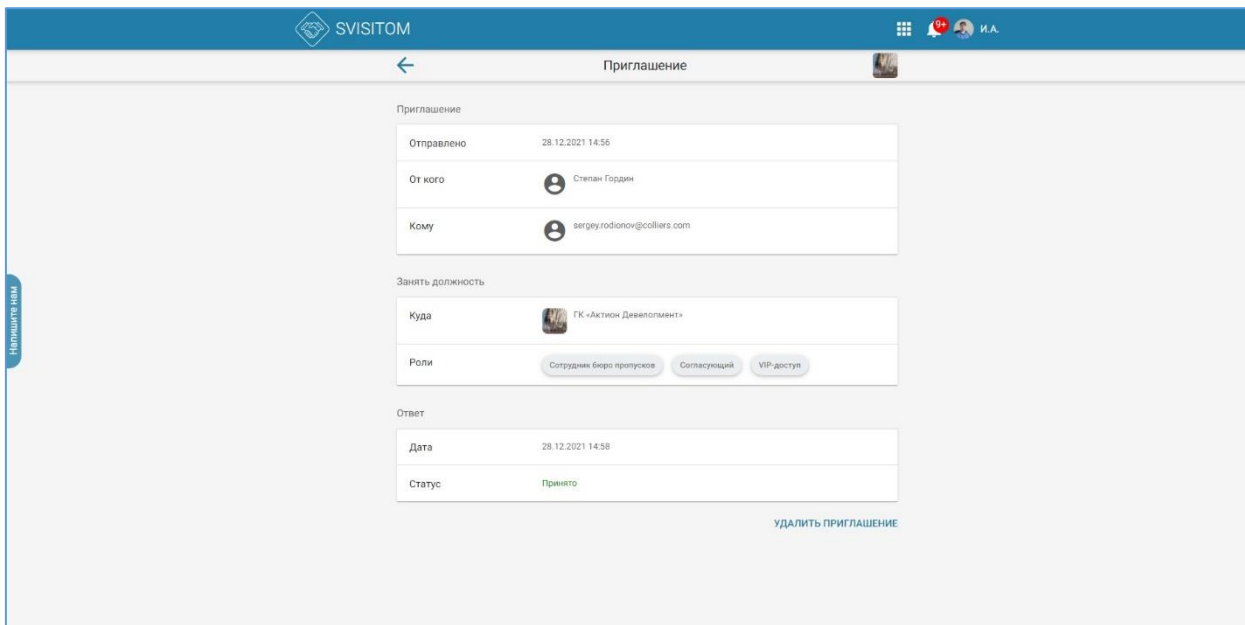 SVISITOM
9+
И.А.
Приглашение
Приглашение
Отправлено 28.12.2021 14:56
От кого Степан Гордин
Кому sergey.rodionov@colliers.com
Занять должность
Напишите нам
Куда ГК «Актион Девелопмент»
Роли Сотрудник бюро пропусков Согласующий VIP-доступ
Ответ
Дата 28.12.2021 14:58
Статус Принято
УДАЛИТЬ ПРИГЛАШЕНИЕ